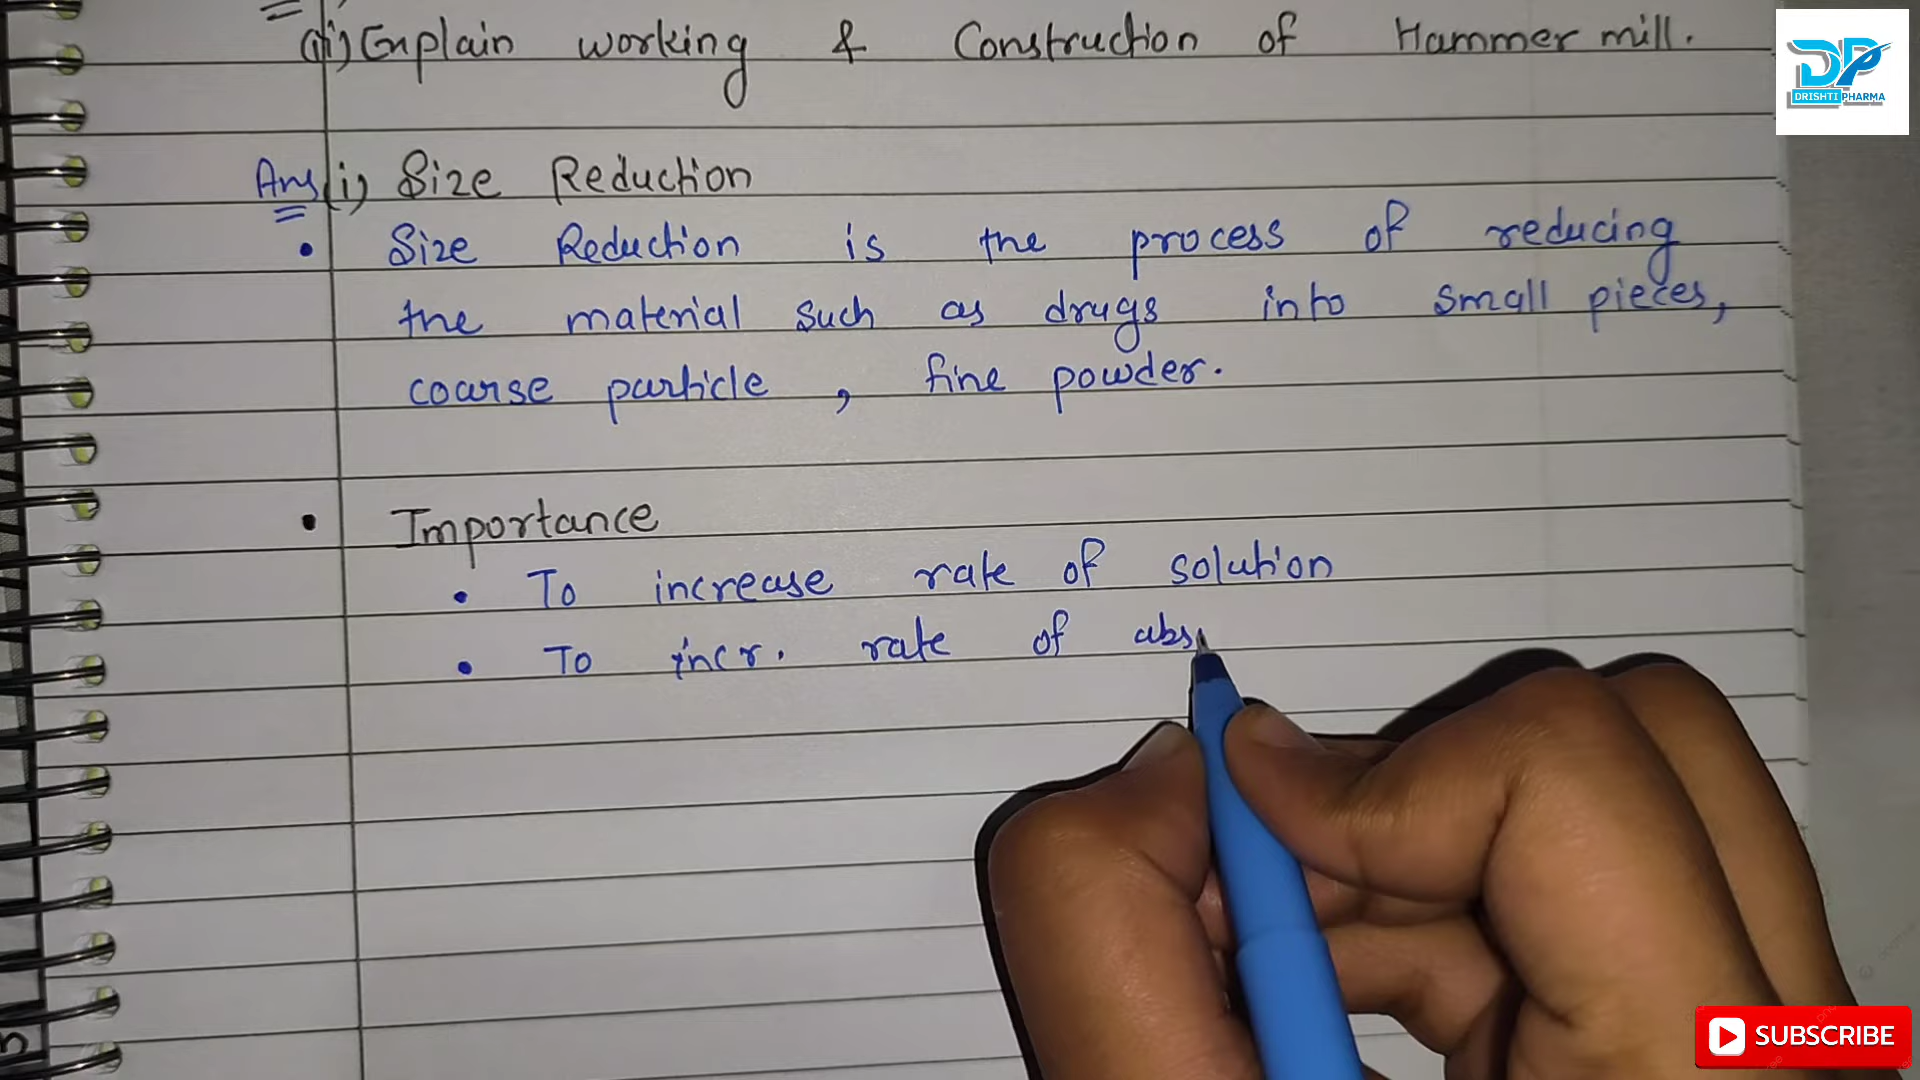 (iii) Explain working & Construction of Hammer mill.
DP
DRISHTI PHARMA
Ans (i) Size Reduction
• Size Reduction is the process of reducing
the material such as drugs into small pieces,
coarse particle , fine powder.
• Importance
• To increase rate of solution
• To incr. rate of abs
SUBSCRIBE